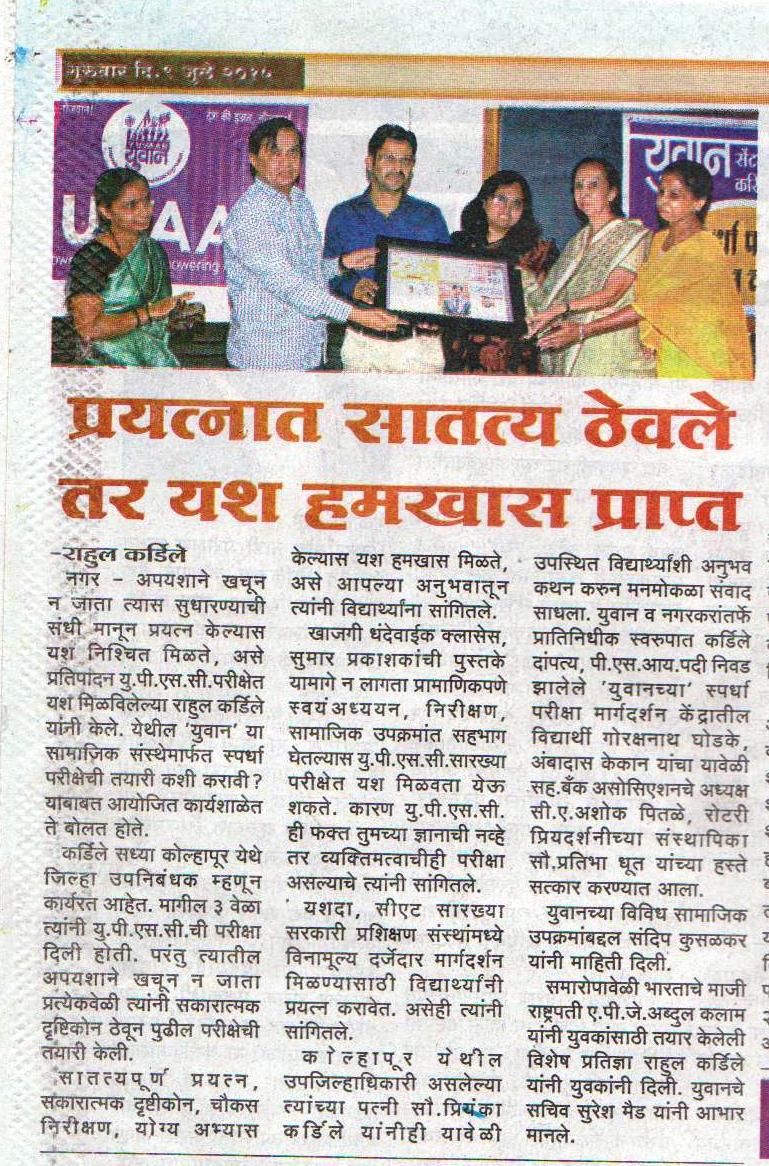 गुरूवार दि.९ जुलै २०१५
युवान
देश की इज्जत,
युवान
प्रयत्नात सातत्य ठेवले
तर यश हमखास प्राप्त
-राहुल कर्डिले
नगर - अपयशाने खचून
न जाता त्यास सुधारण्याची
संधी मानून प्रयत्न केल्यास
यश निश्चित मिळते, असे
प्रतिपादन यु.पी.एस.सी.परीक्षेत
यश मिळविलेल्या राहुल कर्डिले
यांनी केले. येथील 'युवान' या
सामाजिक संस्थेमार्फत स्पर्धा
परीक्षेची तयारी कशी करावी?
याबाबत आयोजित कार्यशाळेत
ते बोलत होते.
कर्डिले सध्या कोल्हापूर येथे
जिल्हा उपनिबंधक म्हणून
कार्यरत आहेत. मागील ३ वेळा
त्यांनी यु.पी.एस.सी.ची परीक्षा
दिली होती. परंतु त्यातील
अपयशाने खचून न जाता
प्रत्येकवेळी त्यांनी सकारात्मक
दृष्टिकोन ठेवून पुढील परीक्षेची
तयारी केली.
सातत्यपूर्ण प्रयत्न,
सकारात्मक दृष्टीकोन, चौकस
निरीक्षण, योग्य अभ्यास
केल्यास यश हमखास मिळते,
असे आपल्या अनुभवातून
त्यांनी विद्यार्थ्यांना सांगितले.
खाजगी धंदेवाईक क्लासेस,
सुमार प्रकाशकांची पुस्तके
यामागे न लागता प्रामाणिकपणे
स्वयंअध्ययन, निरीक्षण,
सामाजिक उपक्रमांत सहभाग
घेतल्यास यु.पी.एस.सी.सारख्या
परीक्षेत यश मिळवता येऊ
शकते. कारण यु.पी.एस.सी.
ही फक्त तुमच्या ज्ञानाची नव्हे
तर व्यक्तिमत्वाचीही परीक्षा
असल्याचे त्यांनी सांगितले.
यशदा, सीएट सारख्या
सरकारी प्रशिक्षण संस्थांमध्ये
विनामूल्य दर्जेदार मार्गदर्शन
मिळण्यासाठी विद्यार्थ्यांनी
प्रयत्न करावेत. असेही त्यांनी
सांगितले.
कोल्हापूर येथील
उपजिल्हाधिकारी असलेल्या
त्यांच्या पत्नी सौ.प्रियंका
कर्डिले यांनीही यावेळी
उपस्थित विद्यार्थ्यांशी अनुभव
कथन करुन मनमोकळा संवाद
साधला. युवान व नगरकरांतर्फे
प्रातिनिधीक स्वरुपात कर्डिले
दांपत्य, पी.एस.आय.पदी निवड
झालेले 'युवानच्या' स्पर्धा
परीक्षा मार्गदर्शन केंद्रातील
विद्यार्थी गोरक्षनाथ घोडके,
अंबादास केकान यांचा यावेळी
सह.बँक असोसिएशनचे अध्यक्ष
सी.ए.अशोक पितळे, रोटरी
प्रियदर्शनीच्या संस्थापिका
सौ.प्रतिभा धूत यांच्या हस्ते
सत्कार करण्यात आला.
युवानच्या विविध सामाजिक
उपक्रमांबद्दल संदिप कुसळकर
यांनी माहिती दिली.
समारोपावेळी भारताचे माजी
राष्ट्रपती ए.पी.जे.अब्दुल कलाम
यांनी युवकांसाठी तयार केलेली
विशेष प्रतिज्ञा राहुल कर्डिले
यांनी युवकांनी दिली. युवानचे
सचिव सुरेश मैड यांनी आभार
मानले.